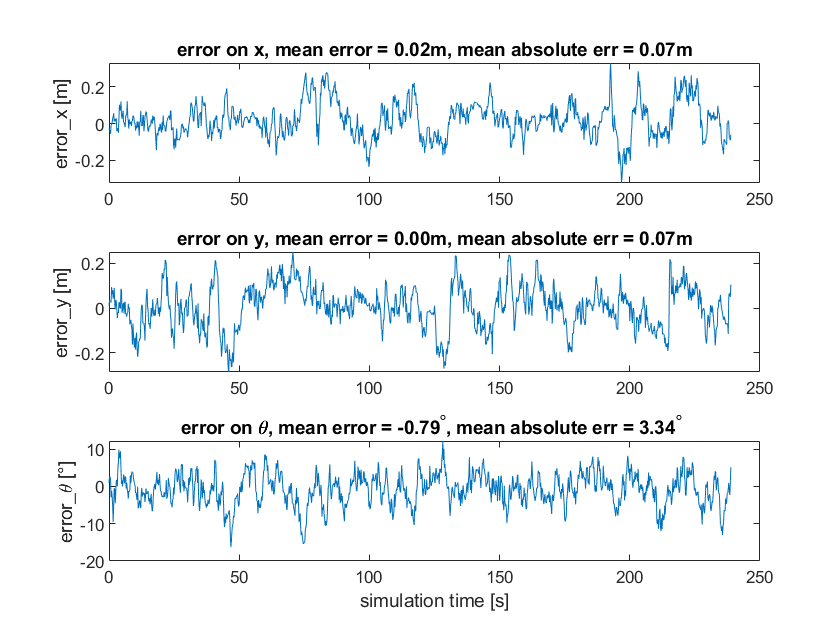 error on x, mean error = 0.02m, mean absolute err = 0.07m
error_x [m]
0.2
0
-0.2
0 50 100 150 200 250
error on y, mean error = 0.00m, mean absolute err = 0.07m
error_y [m]
0.2
0
-0.2
0 50 100 150 200 250
error on θ, mean error = -0.79°, mean absolute err = 3.34°
error_θ [°]
10
0
-10
-20
0 50 100 150 200 250
simulation time [s]